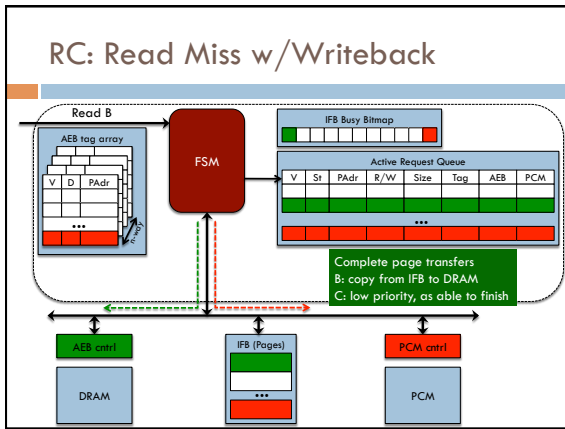 RC: Read Miss w/Writeback
Read B
AEB tag array
V D PAdr
•••
n-way
FSM
IFB Busy Bitmap
Active Request Queue
V St PAdr R/W Size Tag AEB PCM
•••
Complete page transfers
B: copy from IFB to DRAM
C: low priority, as able to finish
AEB cntrl
IFB (Pages)
•••
PCM cntrl
DRAM
PCM